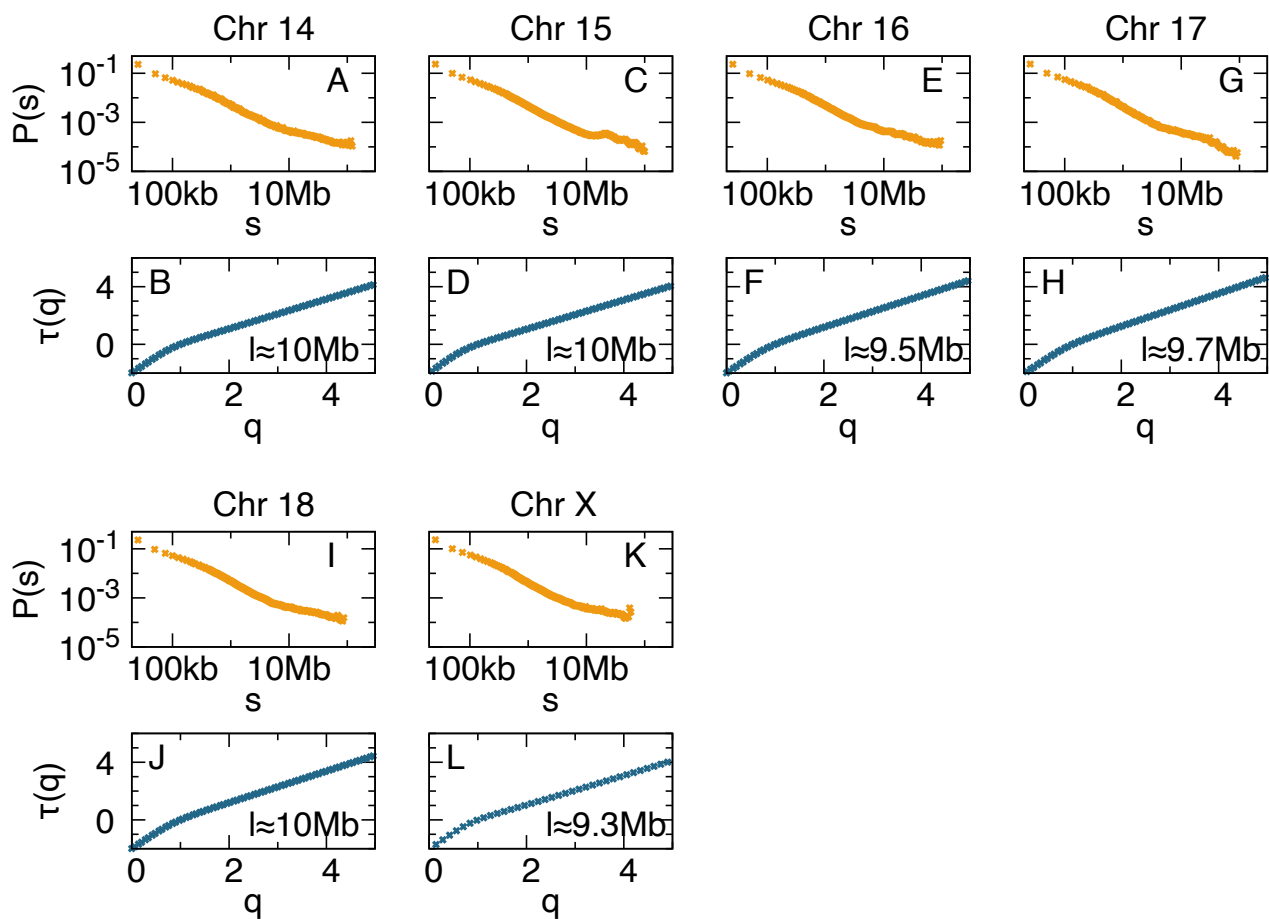 Chr 14 Chr 15 Chr 16 Chr 17
P(s) 10^-1 10^-3 10^-5 A C E G
100kb 10Mb 100kb 10Mb 100kb 10Mb 100kb 10Mb
s s s s
τ(q) 4 0 B D F H
l≈10Mb l≈10Mb l≈9.5Mb l≈9.7Mb
0 2 4 0 2 4 0 2 4 0 2 4
q q q q
Chr 18 Chr X
P(s) 10^-1 10^-3 10^-5 I K
100kb 10Mb 100kb 10Mb
s s
τ(q) 4 0 J L
l≈10Mb l≈9.3Mb
0 2 4 0 2 4
q q